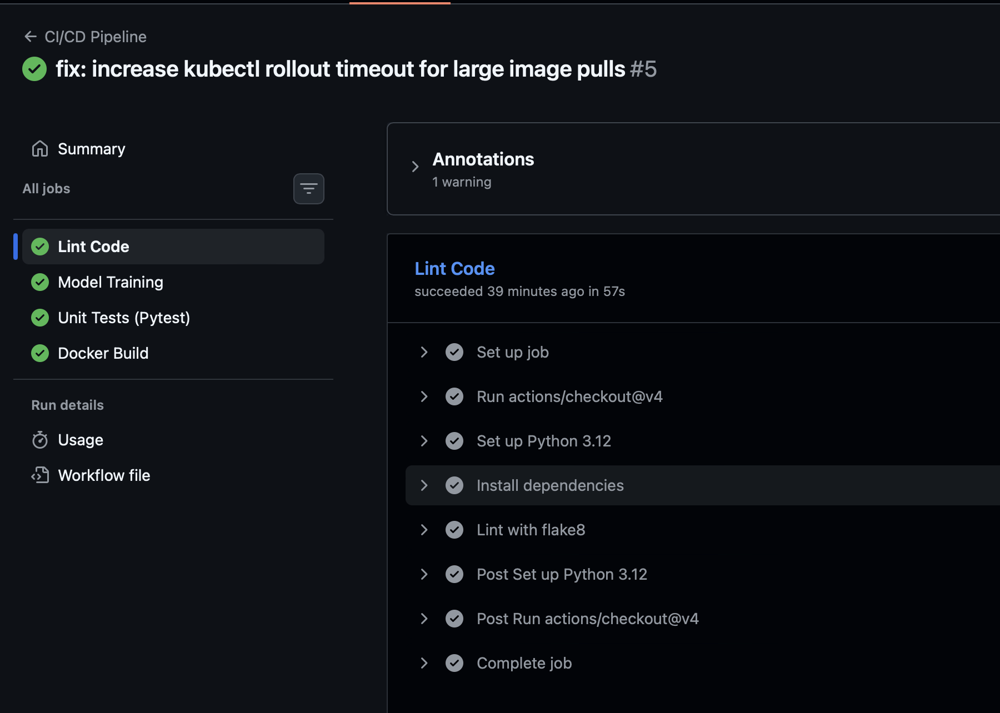 CI/CD Pipeline
fix: increase kubectl rollout timeout for large image pulls #5
Summary
All jobs
Lint Code
Model Training
Unit Tests (Pytest)
Docker Build
Run details
Usage
Workflow file
Annotations
1 warning
Lint Code
succeeded 39 minutes ago in 57s
Set up job
Run actions/checkout@v4
Set up Python 3.12
Install dependencies
Lint with flake8
Post Set up Python 3.12
Post Run actions/checkout@v4
Complete job